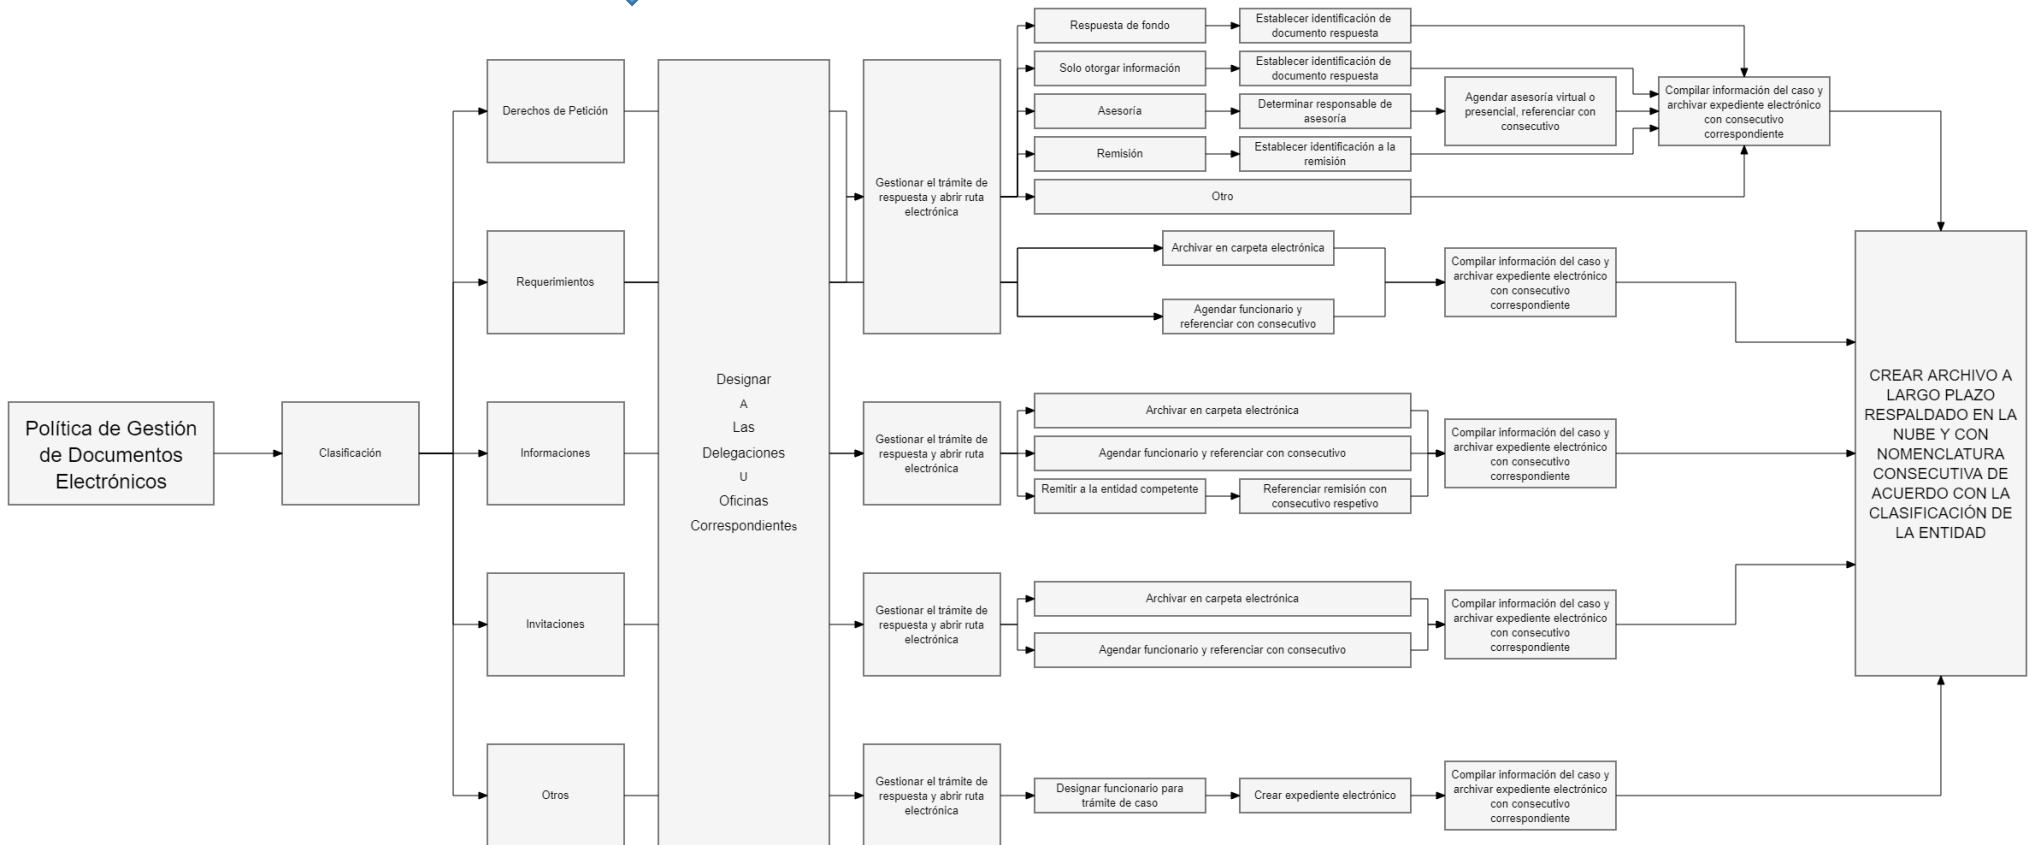 Política de Gestión
de Documentos
Electrónicos
Clasificación
Derechos de Petición
Requerimientos
Informaciones
Invitaciones
Otros
Designar
A
Las
Delegaciones
U
Oficinas
Correspondientes
Gestionar el trámite de
respuesta y abrir ruta
electrónica
Respuesta de fondo
Establecer identificación de
documento respuesta
Solo otorgar información
Establecer identificación de
documento respuesta
Asesoría
Determinar responsable de
asesoría
Agendar asesoría virtual o
presencial, referenciar con
consecutivo
Remisión
Establecer identificación a la
remisión
Otro
Compilar información del caso y
archivar expediente electrónico
con consecutivo
correspondiente
Archivar en carpeta electrónica
Agendar funcionario y
referenciar con consecutivo
Compilar información del caso y
archivar expediente electrónico
con consecutivo
correspondiente
Gestionar el trámite de
respuesta y abrir ruta
electrónica
Archivar en carpeta electrónica
Agendar funcionario y referenciar con consecutivo
Remitir a la entidad competente
Referenciar remisión con
consecutivo respetivo
Compilar información del caso y
archivar expediente electrónico
con consecutivo
correspondiente
Gestionar el trámite de
respuesta y abrir ruta
electrónica
Archivar en carpeta electrónica
Agendar funcionario y referenciar con consecutivo
Compilar información del caso y
archivar expediente electrónico
con consecutivo
correspondiente
Gestionar el trámite de
respuesta y abrir ruta
electrónica
Designar funcionario para
trámite de caso
Crear expediente electrónico
Compilar información del caso y
archivar expediente electrónico
con consecutivo
correspondiente
CREAR ARCHIVO A
LARGO PLAZO
RESPALDADO EN LA
NUBE Y CON
NOMENCLATURA
CONSECUTIVA DE
ACUERDO CON LA
CLASIFICACIÓN DE
LA ENTIDAD